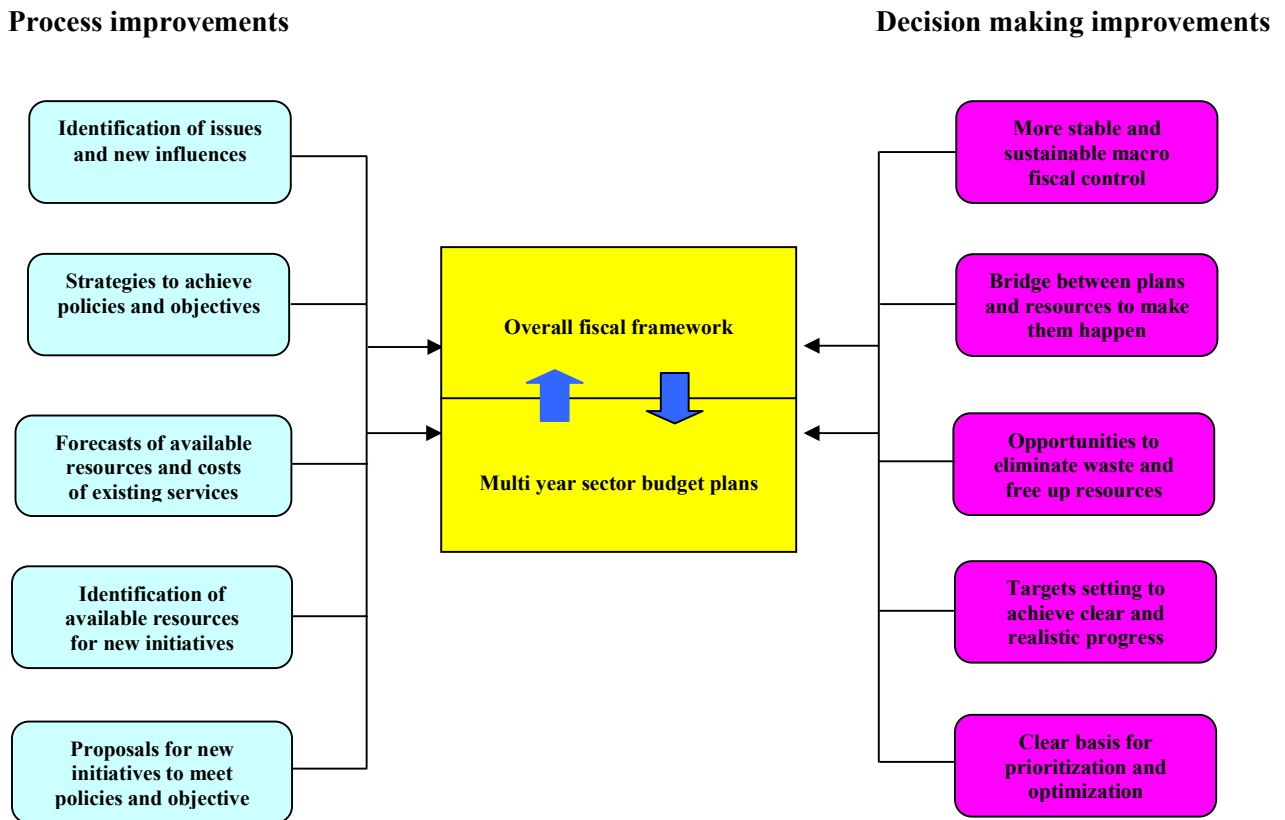 Process improvements
Decision making improvements
Identification of issues
and new influences
Strategies to achieve
policies and objectives
Forecasts of available
resources and costs
of existing services
Identification of
available resources
for new initiatives
Proposals for new
initiatives to meet
policies and objective
Overall fiscal framework
Multi year sector budget plans
More stable and
sustainable macro
fiscal control
Bridge between plans
and resources to make
them happen
Opportunities to
eliminate waste and
free up resources
Targets setting to
achieve clear and
realistic progress
Clear basis for
prioritization and
optimization